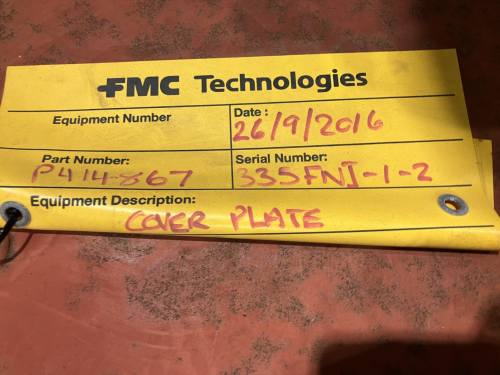 FMC Technologies
Equipment Number
Date :
26/9/2016
Part Number:
P414-867
Serial Number:
335FNJ-1-2
Equipment Description:
COVER PLATE